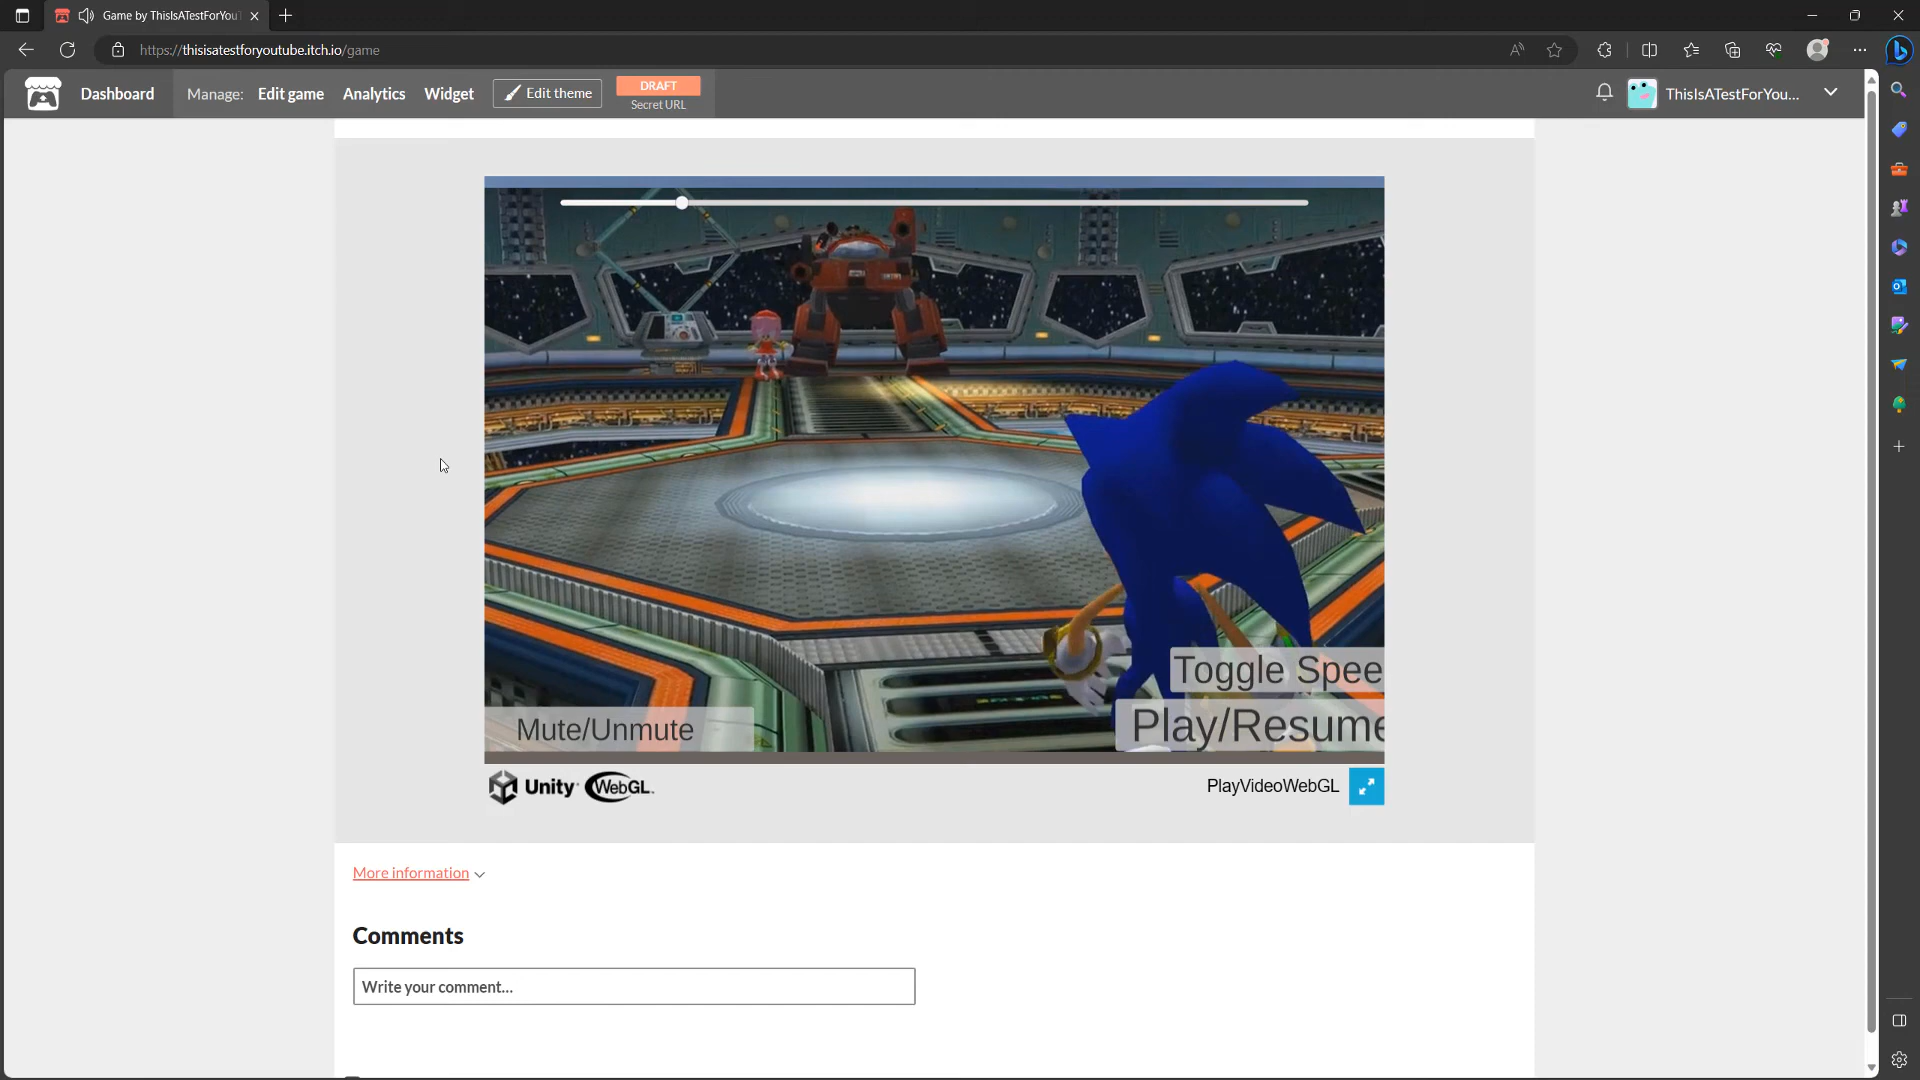 Game by ThisIsATestForYou
https://thisisatestforyoutube.itch.io/game
Dashboard
Manage:
Edit game
Analytics
Widget
Edit theme
DRAFT
Secret URL
ThisIsATestForYou...
Toggle Spee
Play/Resume
Mute/Unmute
Unity
WebGL
PlayVideoWebGL
More information
Comments
Write your comment...